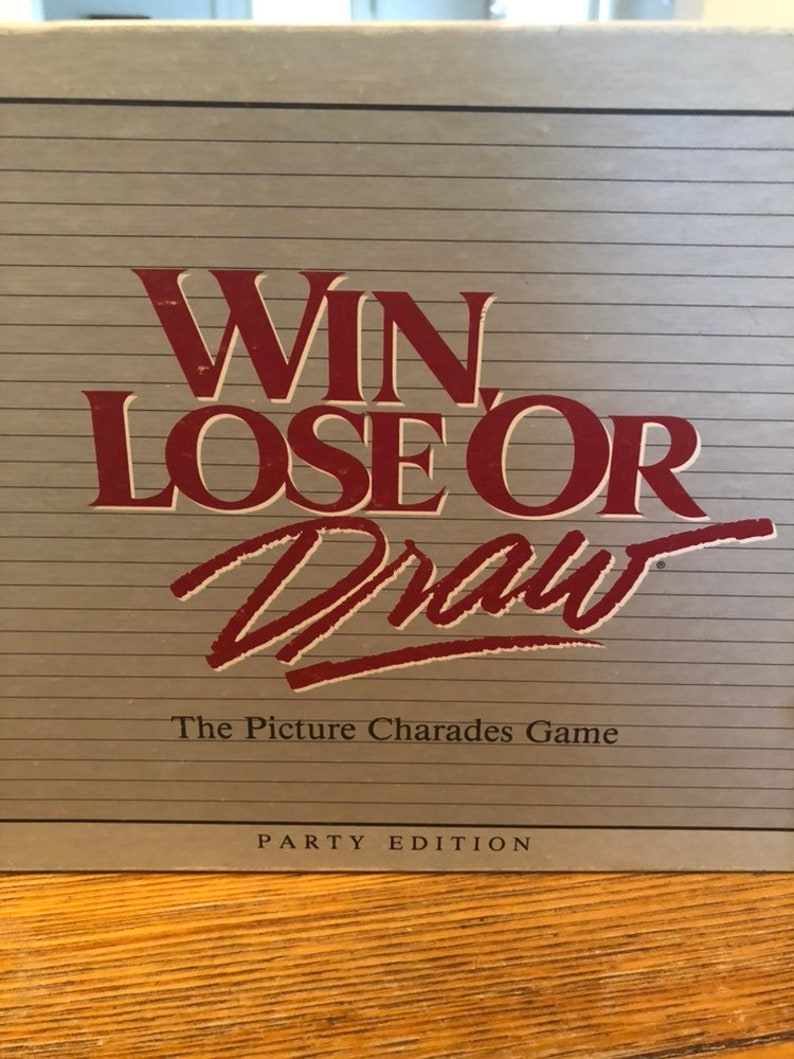 WIN,
LOSE OR
Draw®
The Picture Charades Game
PARTY EDITION